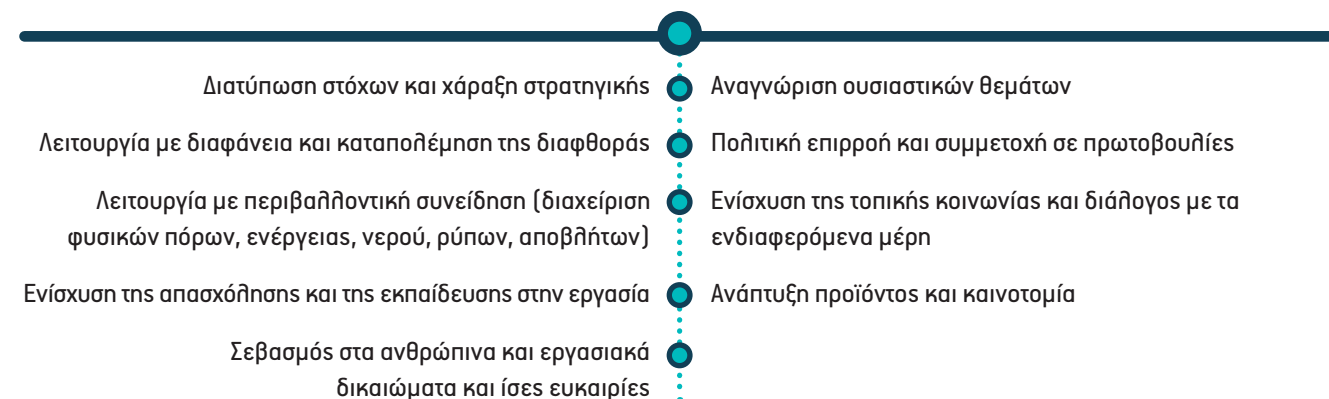 Διατύπωση στόχων και χάραξη στρατηγικής
Αναγνώριση ουσιαστικών θεμάτων
Λειτουργία με διαφάνεια και καταπολέμηση της διαφθοράς
Πολιτική επιρροή και συμμετοχή σε πρωτοβουλίες
Λειτουργία με περιβαλλοντική συνείδηση (διαχείριση
φυσικών πόρων, ενέργειας, νερού, ρύπων, αποβλήτων)
Ενίσχυση της τοπικής κοινωνίας και διάλογος με τα
ενδιαφερόμενα μέρη
Ενίσχυση της απασχόλησης και της εκπαίδευσης στην εργασία
Ανάπτυξη προϊόντος και καινοτομία
Σεβασμός στα ανθρώπινα και εργασιακά
δικαιώματα και ίσες ευκαιρίες